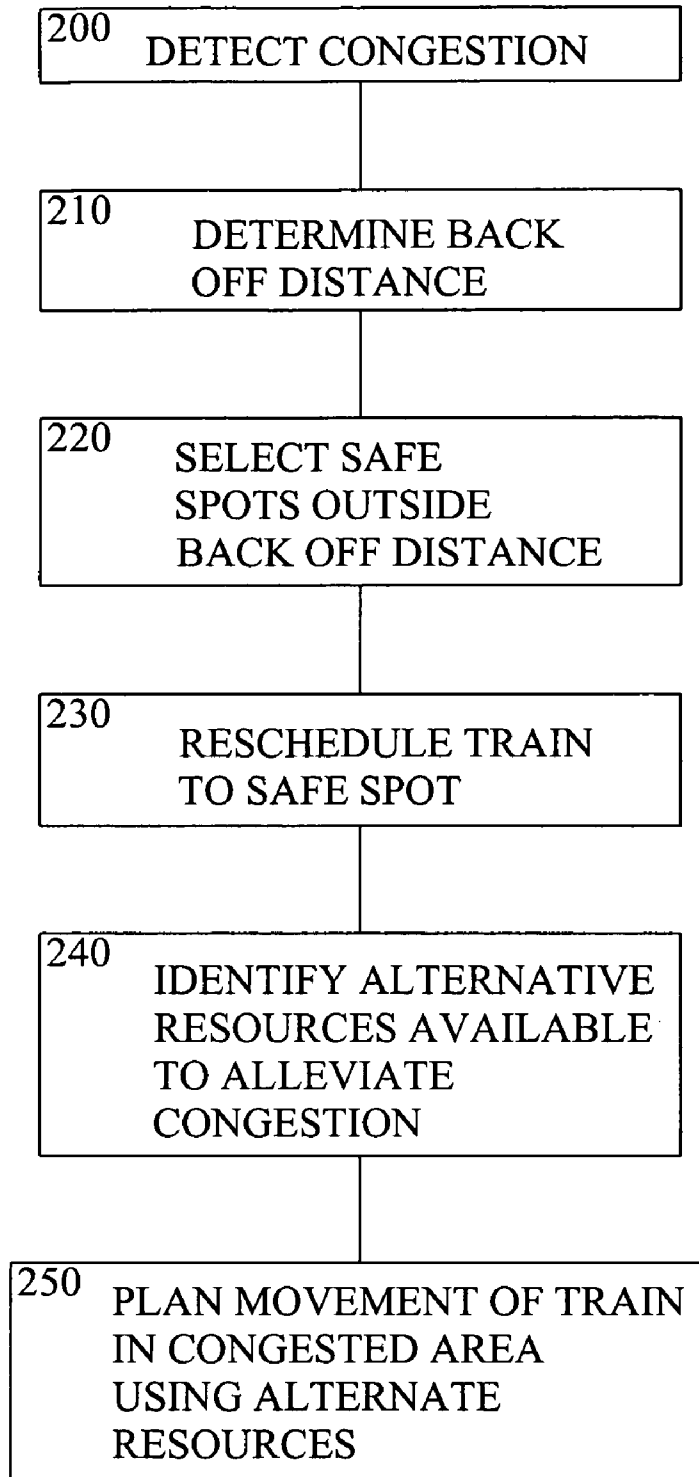 200
DETECT CONGESTION
210
DETERMINE BACK
OFF DISTANCE
220
SELECT SAFE
SPOTS OUTSIDE
BACK OFF DISTANCE
230
RESCHEDULE TRAIN
TO SAFE SPOT
240
IDENTIFY ALTERNATIVE
RESOURCES AVAILABLE
TO ALLEVIATE
CONGESTION
250
PLAN MOVEMENT OF TRAIN
IN CONGESTED AREA
USING ALTERNATE
RESOURCES